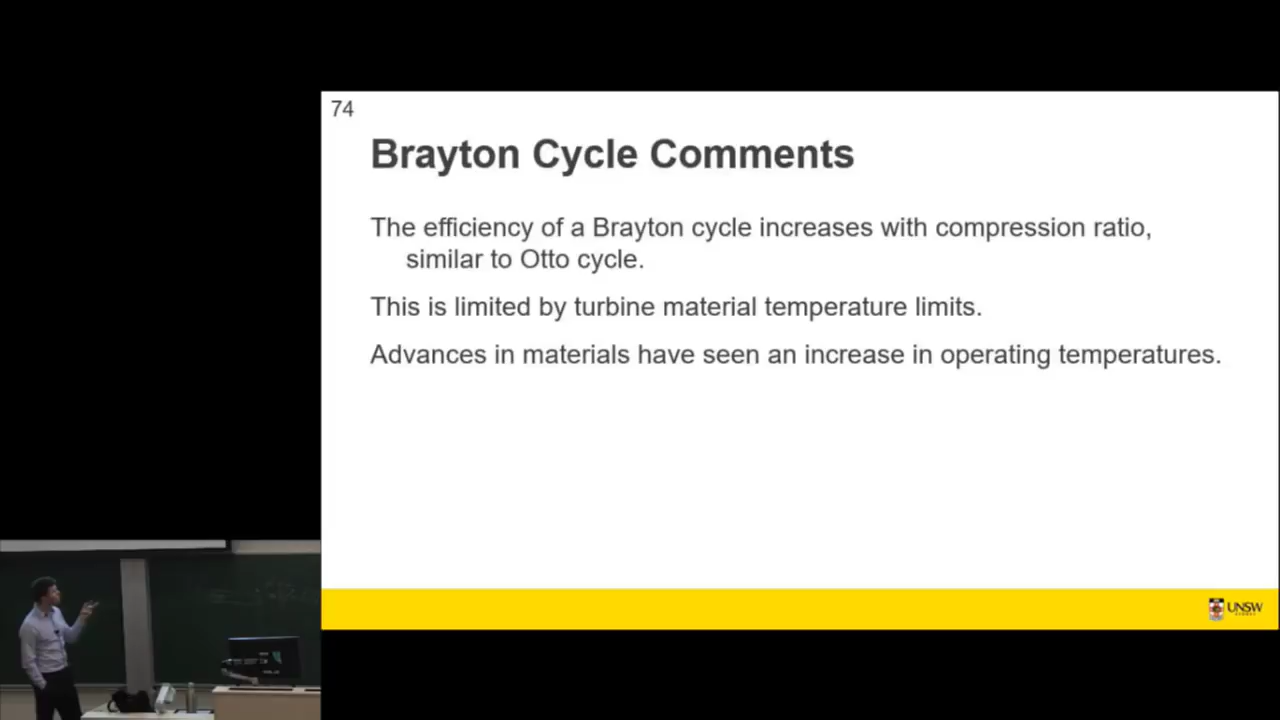 74
Brayton Cycle Comments
The efficiency of a Brayton cycle increases with compression ratio,
similar to Otto cycle.
This is limited by turbine material temperature limits.
Advances in materials have seen an increase in operating temperatures.
UNSW